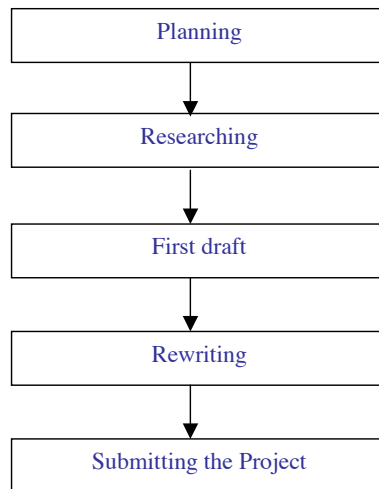 Planning
Researching
First draft
Rewriting
Submitting the Project